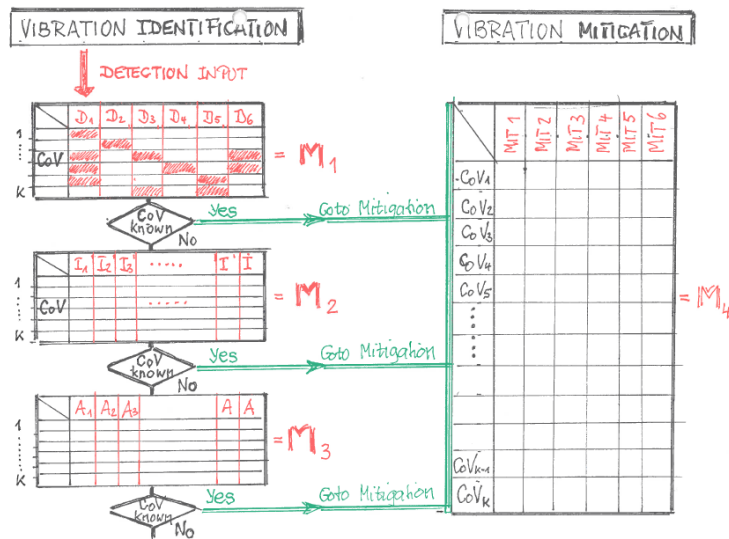 VIBRATION IDENTIFICATION
DETECTION INPUT
D1 D2 D3 D4 D5 D6
1
CoV
K
= M1
CoV known
Yes
Goto Mitigation
No
I1 I2 I3 ..... I I
1
CoV
.....
K
= M2
CoV known
Yes
Goto Mitigation
No
A1 A2 A3 A A
1
K
= M3
CoV known
Yes
Goto Mitigation
No
VIBRATION MITIGATION
MIT 1 MIT 2 MIT 3 MIT 4 MIT 5 MIT 6
CoV1
CoV2
CoV3
CoV4
CoV5
= M4
CoVK-1
CoVK